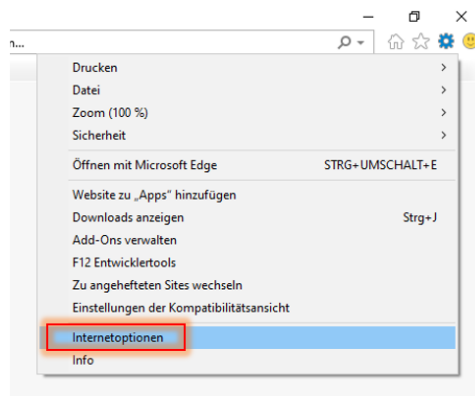 n...
Drucken
Datei
Zoom (100 %)
Sicherheit
Öffnen mit Microsoft Edge STRG+UMSCHALT+E
Website zu „Apps“ hinzufügen
Downloads anzeigen Strg+J
Add-Ons verwalten
F12 Entwicklertools
Zu angehefteten Sites wechseln
Einstellungen der Kompatibilitätsansicht
Internetoptionen
Info